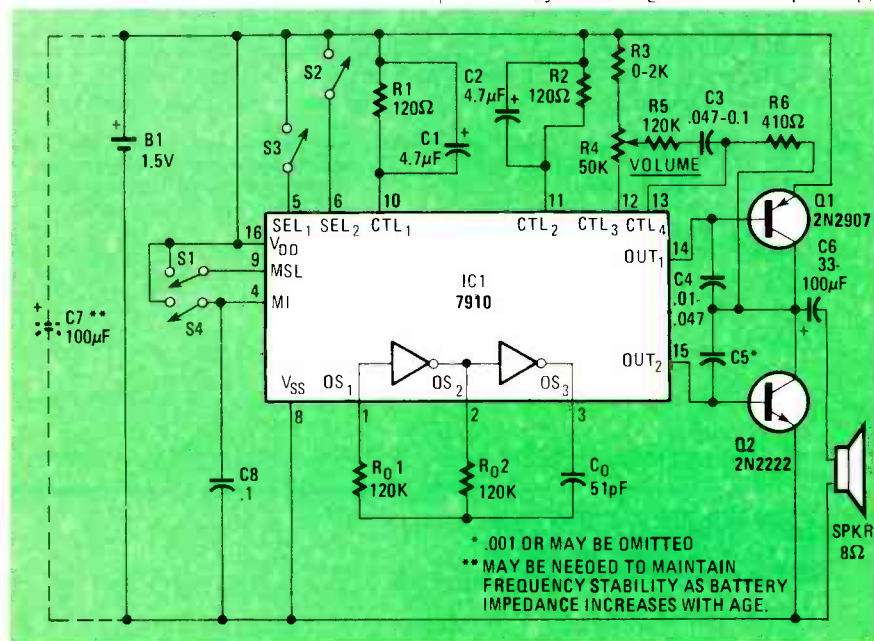 S2
S3
R1
120Ω
C1
4.7µF
C2
4.7µF
R2
120Ω
R3
0-2K
R4
50K
R5
120K
VOLUME
C3
.047-0.1
R6
410Ω
B1
1.5V
+
5
6
10
11
12
13
SEL1
SEL2
CTL1
CTL2
CTL3
CTL4
16
VDD
S1
9
MSL
4
MI
S4
C7**
100µF
IC1
7910
OUT1
14
OUT2
15
Q1
2N2907
C4
.01-
.047
C6
33-
100µF
C5*
Q2
2N2222
VSS
OS1
OS2
OS3
8
1
2
3
C8
.1
RO1
120K
RO2
120K
CO
51pF
SPKR
8Ω
* .001 OR MAY BE OMITTED
** MAY BE NEEDED TO MAINTAIN
FREQUENCY STABILITY AS BATTERY
IMPEDANCE INCREASES WITH AGE.